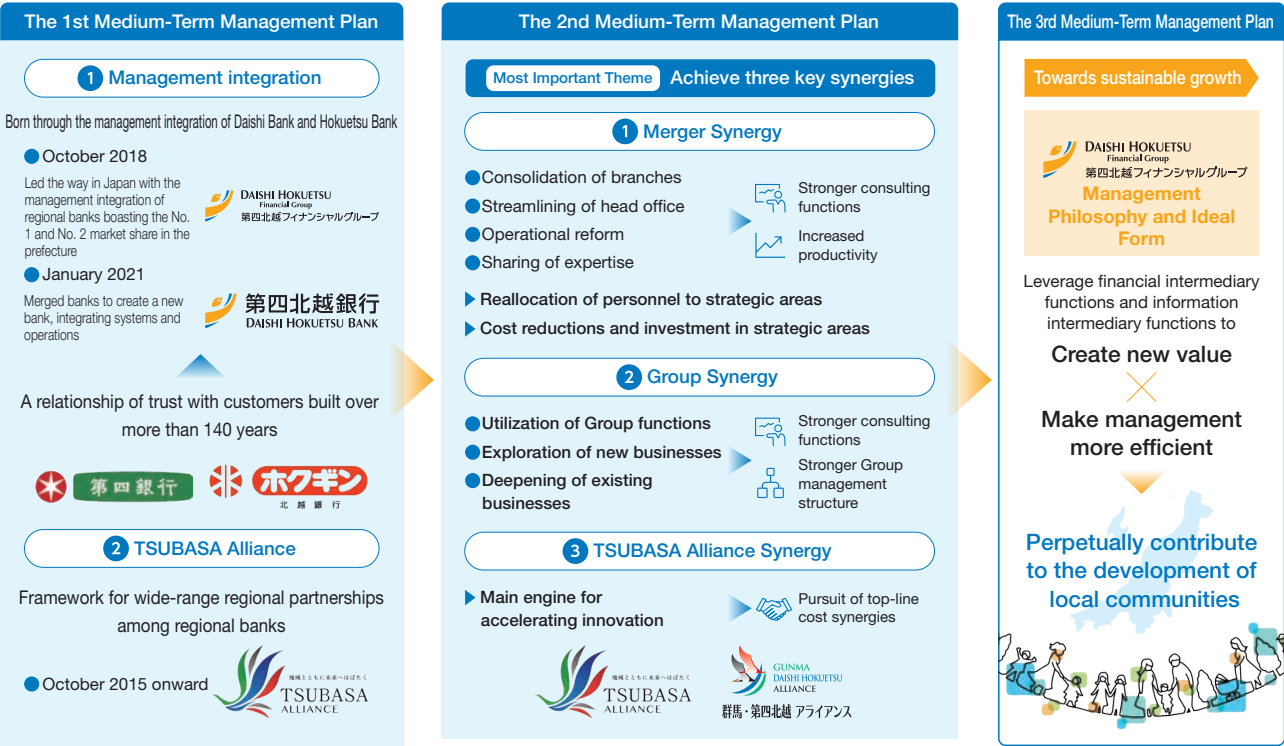 The 1st Medium-Term Management Plan
1 Management integration
Born through the management integration of Daishi Bank and Hokuetsu Bank
October 2018
Led the way in Japan with the
management integration of
regional banks boasting the No.
1 and No. 2 market share in the
prefecture
DAISHI HOKUETSU
Financial Group
第四北越フィナンシャルグループ
January 2021
Merged banks to create a new
bank, integrating systems and
operations
第四北越銀行
DAISHI HOKUETSU BANK
A relationship of trust with customers built over
more than 140 years
第四銀行
ホクギン
北越銀行
2 TSUBASA Alliance
Framework for wide-range regional partnerships
among regional banks
October 2015 onward
地域とともに未来へはばたく
TSUBASA
ALLIANCE
The 2nd Medium-Term Management Plan
Most Important Theme Achieve three key synergies
1 Merger Synergy
Consolidation of branches
Streamlining of head office
Operational reform
Sharing of expertise
Stronger consulting
functions
Increased
productivity
Reallocation of personnel to strategic areas
Cost reductions and investment in strategic areas
2 Group Synergy
Utilization of Group functions
Exploration of new businesses
Deepening of existing
businesses
Stronger consulting
functions
Stronger Group
management
structure
3 TSUBASA Alliance Synergy
Main engine for
accelerating innovation
Pursuit of top-line
cost synergies
地域とともに未来へはばたく
TSUBASA
ALLIANCE
GUNMA
DAISHI HOKUETSU
ALLIANCE
群馬・第四北越 アライアンス
The 3rd Medium-Term Management Plan
Towards sustainable growth
DAISHI HOKUETSU
Financial Group
第四北越フィナンシャルグループ
Management
Philosophy and Ideal
Form
Leverage financial intermediary
functions and information
intermediary functions to
Create new value
Make management
more efficient
Perpetually contribute
to the development of
local communities